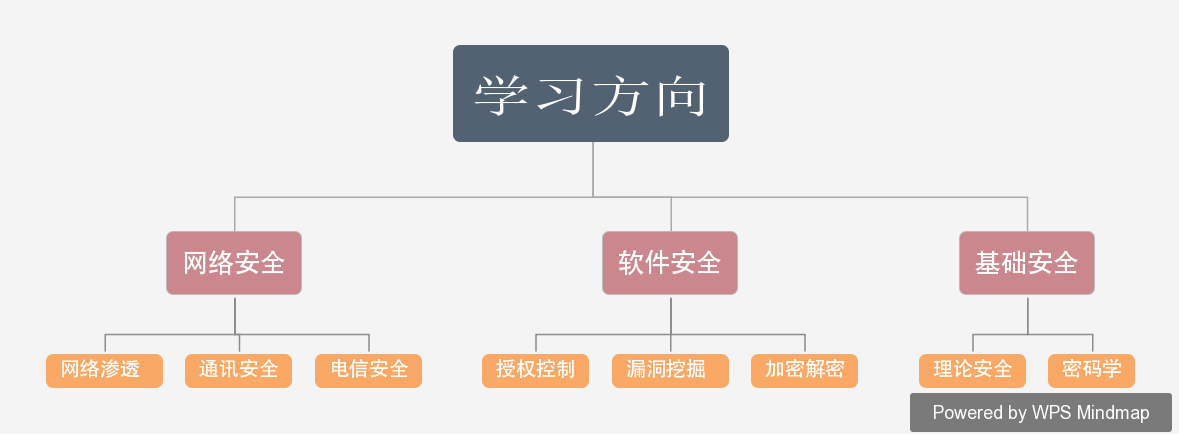 学习方向
网络安全
软件安全
基础安全
网络渗透
通讯安全
电信安全
授权控制
漏洞挖掘
加密解密
理论安全
密码学
Powered by WPS Mindmap